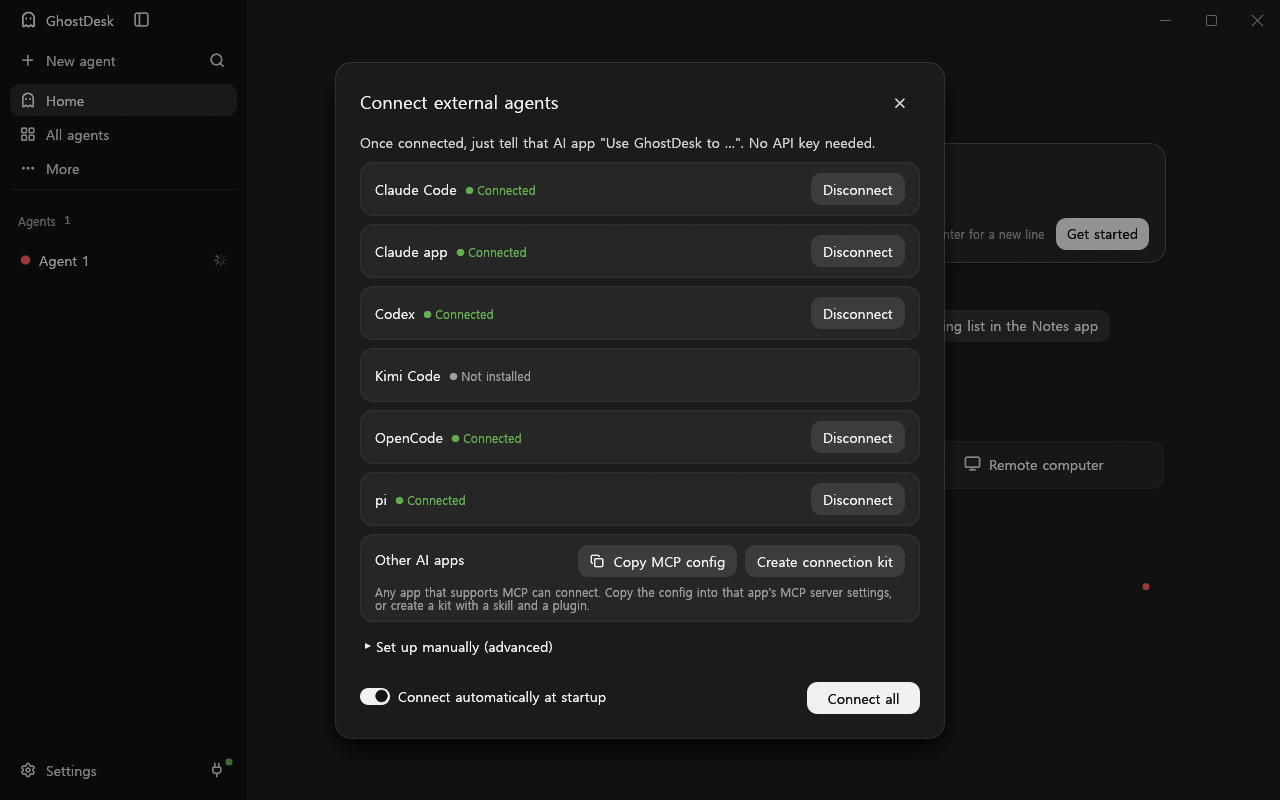 GhostDesk
New agent
Home
All agents
More
Agents 1
Agent 1
Settings
Connect external agents
Once connected, just tell that AI app "Use GhostDesk to ...". No API key needed.
Claude Code Connected Disconnect
Claude app Connected Disconnect
Codex Connected Disconnect
Kimi Code Not installed
OpenCode Connected Disconnect
pi Connected Disconnect
Other AI apps Copy MCP config Create connection kit
Any app that supports MCP can connect. Copy the config into that app's MCP server settings,
or create a kit with a skill and a plugin.
Set up manually (advanced)
Connect automatically at startup Connect all
for a new line Get started
list in the Notes app
Remote computer